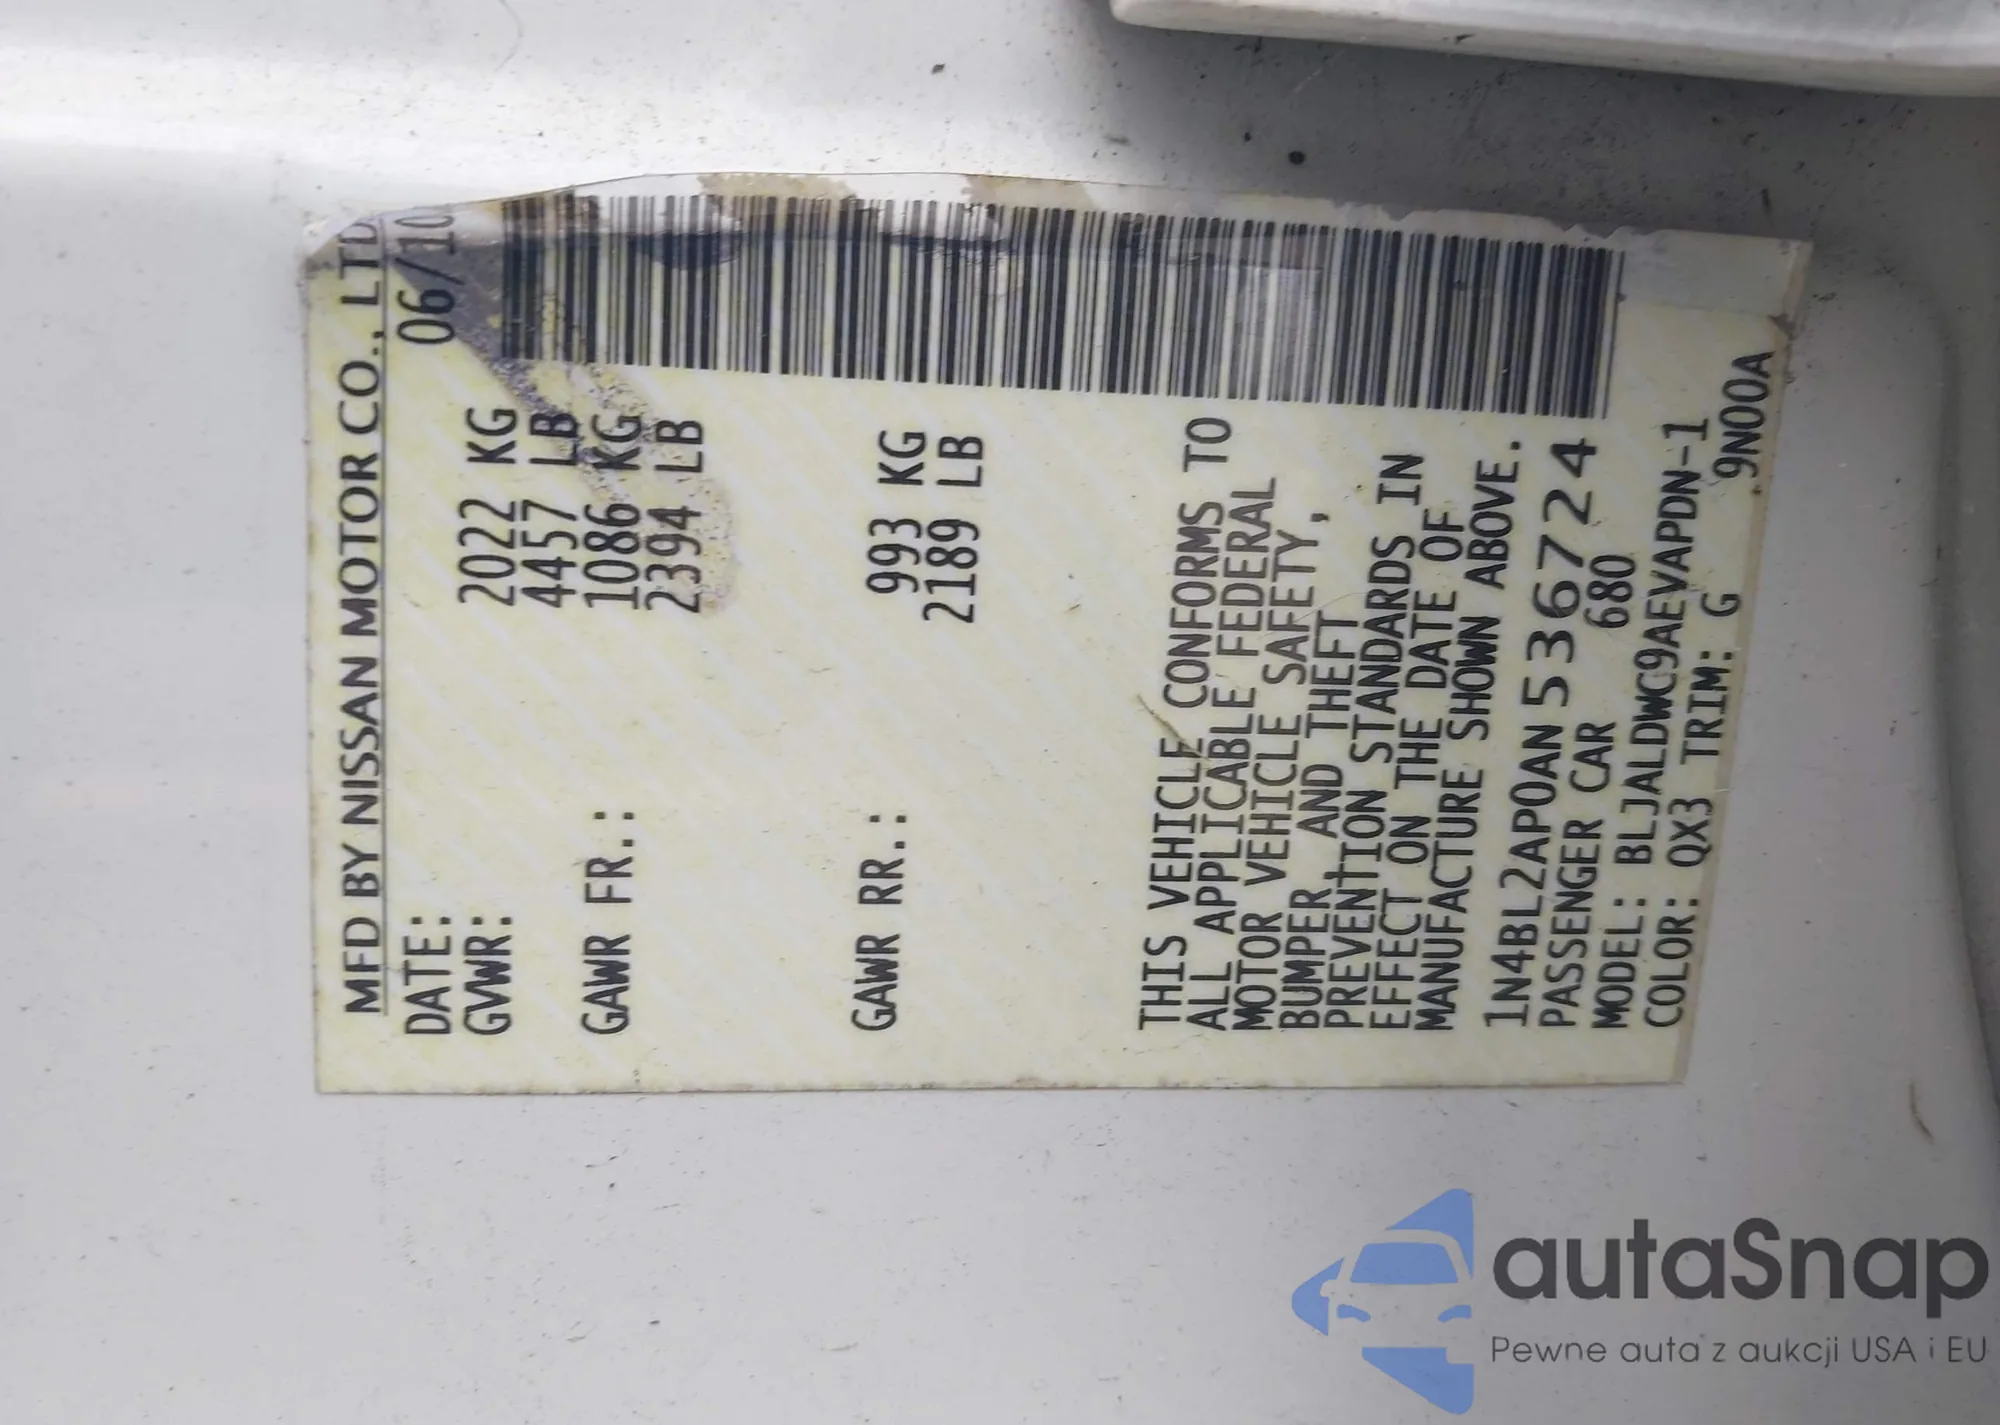 MFD BY NISSAN MOTOR CO., LTD
DATE: 06/10
GVWR: 2022 KG
4457 LB
GAWR FR.: 1086 KG
2394 LB
GAWR RR.: 993 KG
2189 LB
THIS VEHICLE CONFORMS TO
ALL APPLICABLE FEDERAL
MOTOR VEHICLE SAFETY,
BUMPER AND THEFT
PREVENTION STANDARDS IN
EFFECT ON THE DATE OF
MANUFACTURE SHOWN ABOVE.
1N4BL2AP0AN536724
PASSENGER CAR 680
MODEL: BLJALDWC9AEVAPDN-1
COLOR: QX3 TRIM: G 9N00A
autaSnap
Pewne auta z aukcji USA i EU